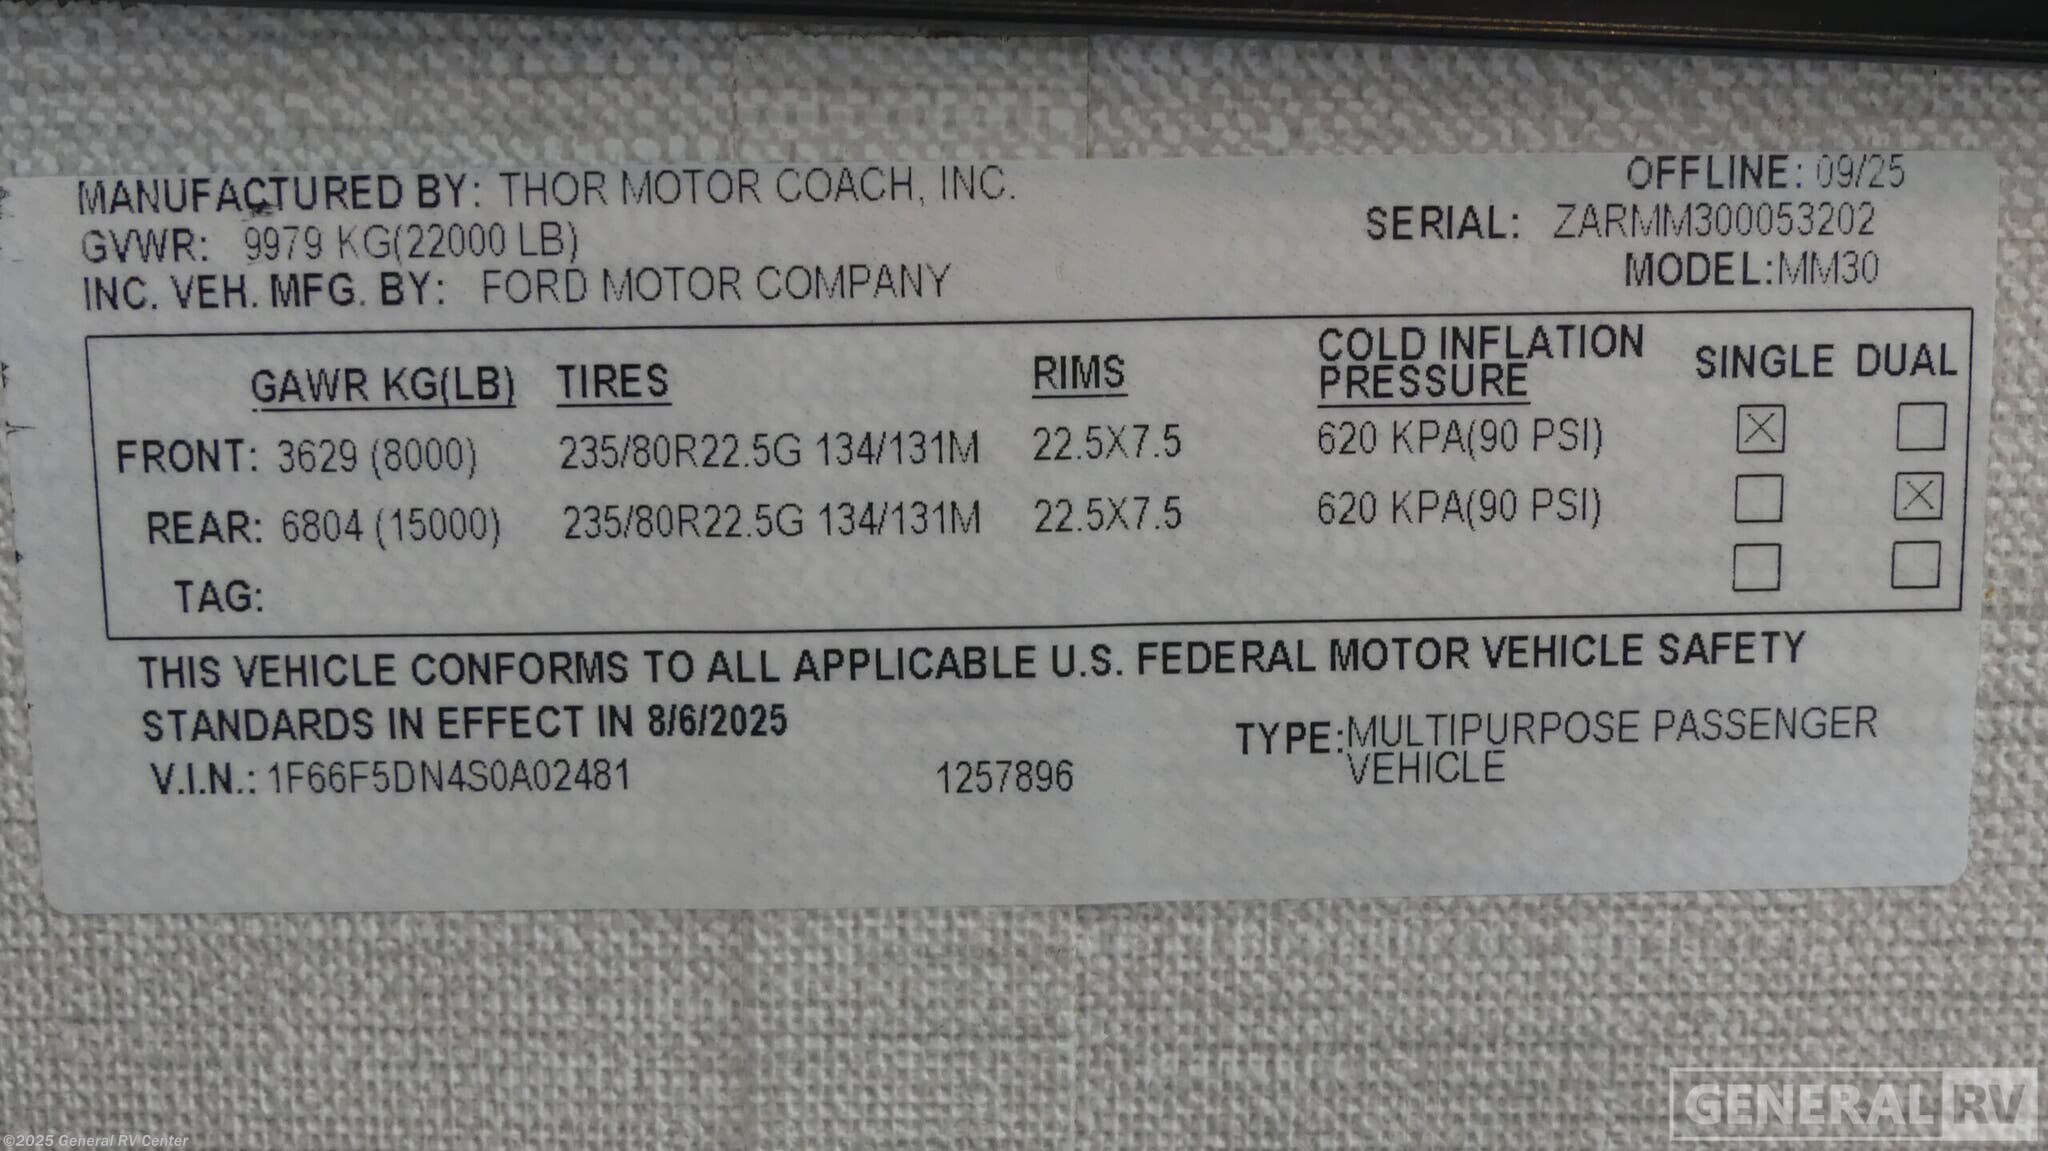 MANUFACTURED BY: THOR MOTOR COACH, INC.
OFFLINE: 09/25
GVWR: 9979 KG(22000 LB)
SERIAL: ZARMM300053202
INC. VEH. MFG. BY: FORD MOTOR COMPANY
MODEL:MM30
GAWR KG(LB) TIRES RIMS COLD INFLATION PRESSURE SINGLE DUAL
FRONT: 3629 (8000) 235/80R22.5G 134/131M 22.5X7.5 620 KPA(90 PSI) ☒ ☐
REAR: 6804 (15000) 235/80R22.5G 134/131M 22.5X7.5 620 KPA(90 PSI) ☐ ☒
TAG: ☐ ☐
THIS VEHICLE CONFORMS TO ALL APPLICABLE U.S. FEDERAL MOTOR VEHICLE SAFETY
STANDARDS IN EFFECT IN 8/6/2025
V.I.N.: 1F66F5DN4S0A02481 1257896
TYPE:MULTIPURPOSE PASSENGER
VEHICLE
GENERAL RV
©2025 General RV Center